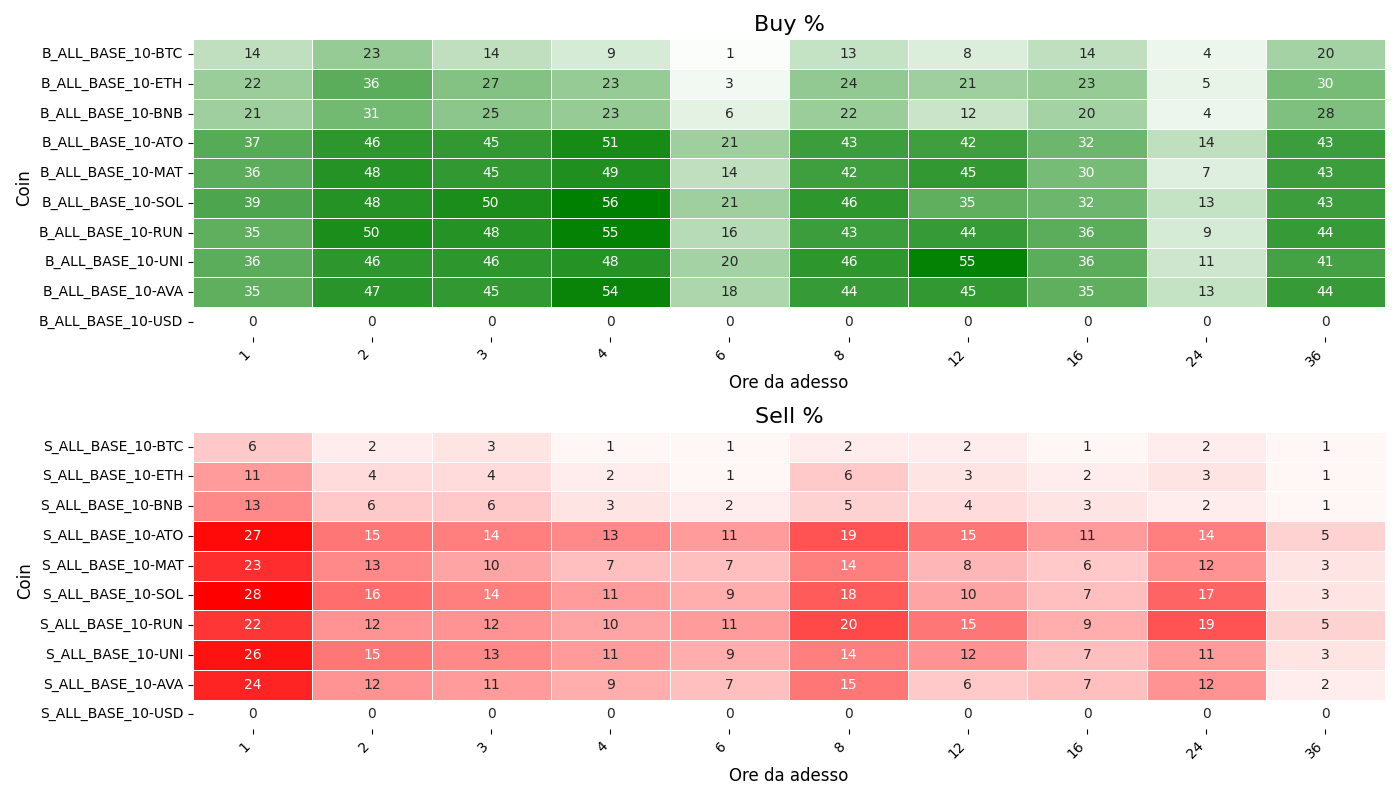 Buy %
Coin
B_ALL_BASE_10-BTC 14 23 14 9 1 13 8 14 4 20
B_ALL_BASE_10-ETH 22 36 27 23 3 24 21 23 5 30
B_ALL_BASE_10-BNB 21 31 25 23 6 22 12 20 4 28
B_ALL_BASE_10-ATO 37 46 45 51 21 43 42 32 14 43
B_ALL_BASE_10-MAT 36 48 45 49 14 42 45 30 7 43
B_ALL_BASE_10-SOL 39 48 50 56 21 46 35 32 13 43
B_ALL_BASE_10-RUN 35 50 48 55 16 43 44 36 9 44
B_ALL_BASE_10-UNI 36 46 46 48 20 46 55 36 11 41
B_ALL_BASE_10-AVA 35 47 45 54 18 44 45 35 13 44
B_ALL_BASE_10-USD 0 0 0 0 0 0 0 0 0 0
1 2 3 4 6 8 12 16 24 36
Ore da adesso
Sell %
Coin
S_ALL_BASE_10-BTC 6 2 3 1 1 2 2 1 2 1
S_ALL_BASE_10-ETH 11 4 4 2 1 6 3 2 3 1
S_ALL_BASE_10-BNB 13 6 6 3 2 5 4 3 2 1
S_ALL_BASE_10-ATO 27 15 14 13 11 19 15 11 14 5
S_ALL_BASE_10-MAT 23 13 10 7 7 14 8 6 12 3
S_ALL_BASE_10-SOL 28 16 14 11 9 18 10 7 17 3
S_ALL_BASE_10-RUN 22 12 12 10 11 20 15 9 19 5
S_ALL_BASE_10-UNI 26 15 13 11 9 14 12 7 11 3
S_ALL_BASE_10-AVA 24 12 11 9 7 15 6 7 12 2
S_ALL_BASE_10-USD 0 0 0 0 0 0 0 0 0 0
1 2 3 4 6 8 12 16 24 36
Ore da adesso